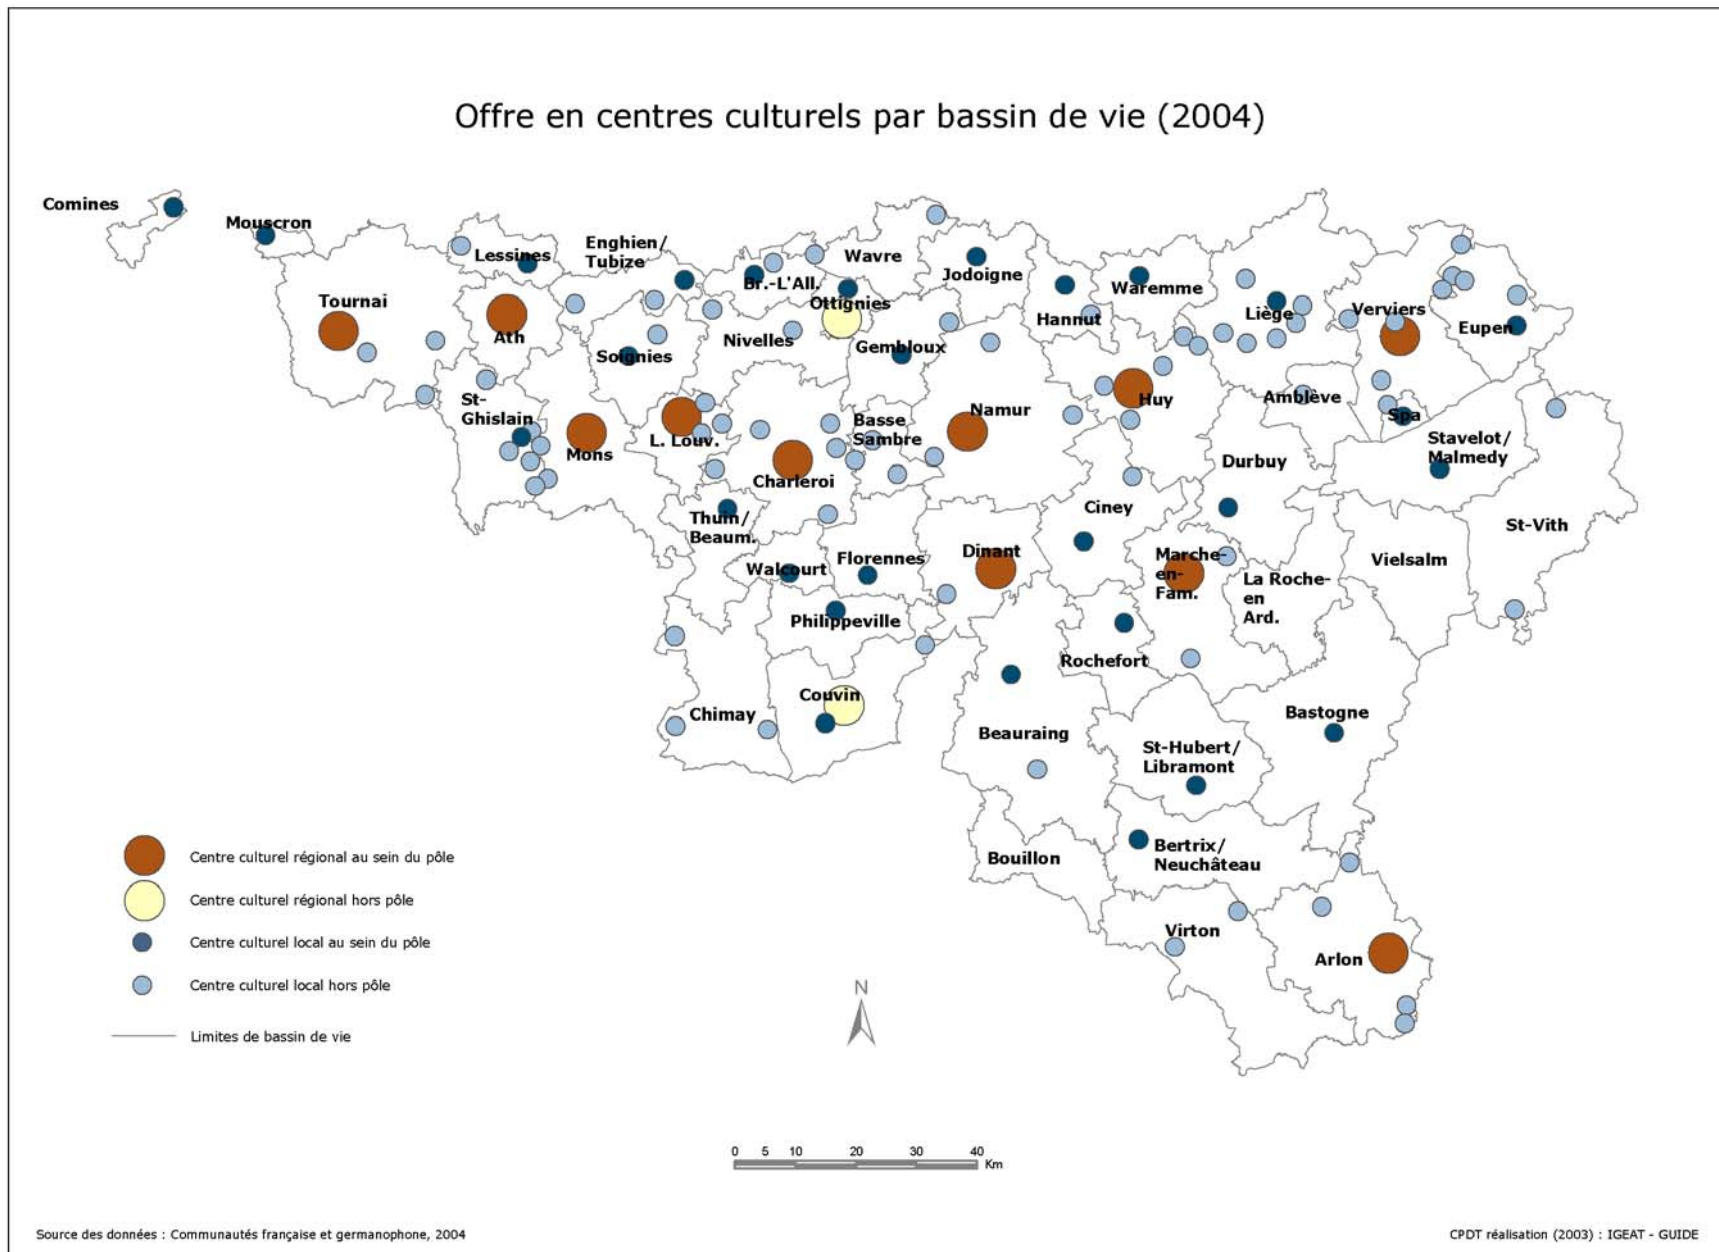 Offre en centres culturels par bassin de vie (2004)
Comines
Mouscron
Lessines
Enghien/
Tubize
Br.-L'All.
Wavre
Ottignies
Jodoigne
Hannut
Waremme
Liège
Verviers
Eupen
Tournai
Ath
Soignies
Nivelles
Gembloux
St-
Ghislain
Mons
L. Louv.
Charleroi
Basse
Sambre
Namur
Huy
Amblève
Spa
Stavelot/
Malmedy
Durbuy
Thuin/
Beaum.
Walcourt
Florennes
Dinant
Ciney
Marche-
en-
Fam.
La Roche-
en
Ard.
Vielsalm
St-Vith
Philippeville
Rochefort
Chimay
Couvin
Beauraing
St-Hubert/
Libramont
Bastogne
Bouillon
Bertrix/
Neuchâteau
Virton
Arlon
Centre culturel régional au sein du pôle
Centre culturel régional hors pôle
Centre culturel local au sein du pôle
Centre culturel local hors pôle
Limites de bassin de vie
N
0 5 10 20 30 40
Km
Source des données : Communautés française et germanophone, 2004
CPDT réalisation (2003) : IGEAT - GUIDE